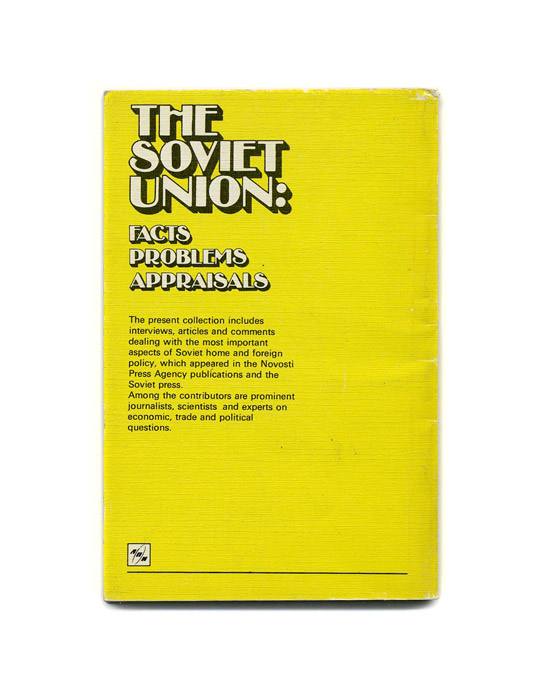 THE
SOVIET
UNION:
FACTS
PROBLEMS
APPRAISALS
The present collection includes
interviews, articles and comments
dealing with the most important
aspects of Soviet home and foreign
policy, which appeared in the Novosti
Press Agency publications and the
Soviet press.
Among the contributors are prominent
journalists, scientists and experts on
economic, trade and political
questions.